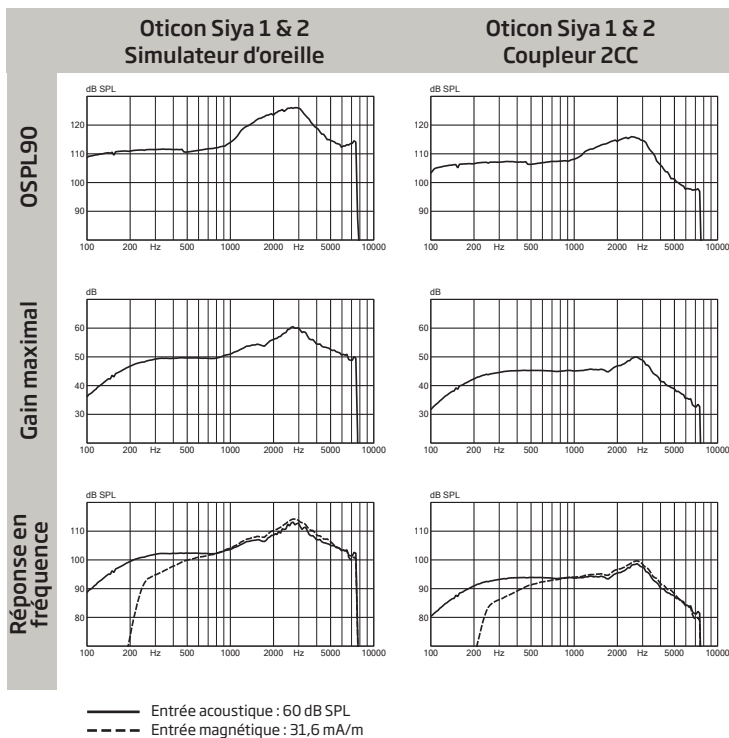 Oticon Siya 1 & 2
Simulateur d'oreille
Oticon Siya 1 & 2
Coupleur 2CC
OSPL90
dB SPL
120
110
100
90
100 200 Hz 500 1000 Hz 2000 5000 10000
dB SPL
120
110
100
90
100 200 Hz 500 1000 Hz 2000 5000 10000
Gain maximal
dB
60
50
40
30
100 200 Hz 500 1000 Hz 2000 5000 10000
dB
60
50
40
30
100 200 Hz 500 1000 Hz 2000 5000 10000
Réponse en
fréquence
dB SPL
110
100
90
80
100 200 Hz 500 1000 Hz 2000 5000 10000
dB SPL
110
100
90
80
100 200 Hz 500 1000 Hz 2000 5000 10000
Entrée acoustique : 60 dB SPL
Entrée magnétique : 31,6 mA/m